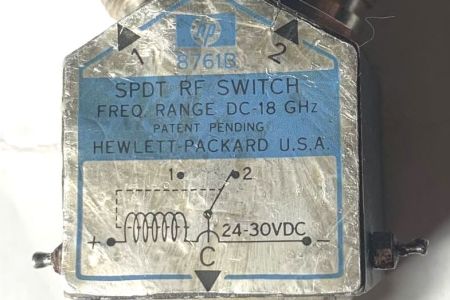 hp
1 2
8761B
SPDT RF SWITCH
FREQ. RANGE DC-18 GHz
PATENT PENDING
HEWLETT-PACKARD U.S.A.
1 2
+ 24-30VDC -
C